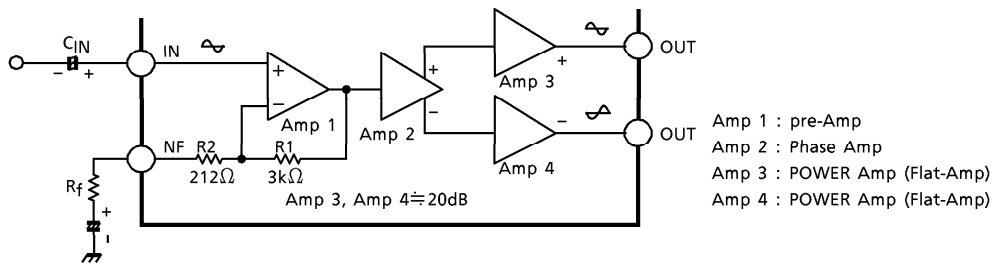 CIN
IN
OUT
− +
+
−
Amp 1
+
−
Amp 2
Amp 3
+
Amp 4
−
OUT
NF
R2
212Ω
R1
3kΩ
Rf
+
Amp 3, Amp 4≒20dB
Amp 1 : pre-Amp
Amp 2 : Phase Amp
Amp 3 : POWER Amp (Flat-Amp)
Amp 4 : POWER Amp (Flat-Amp)